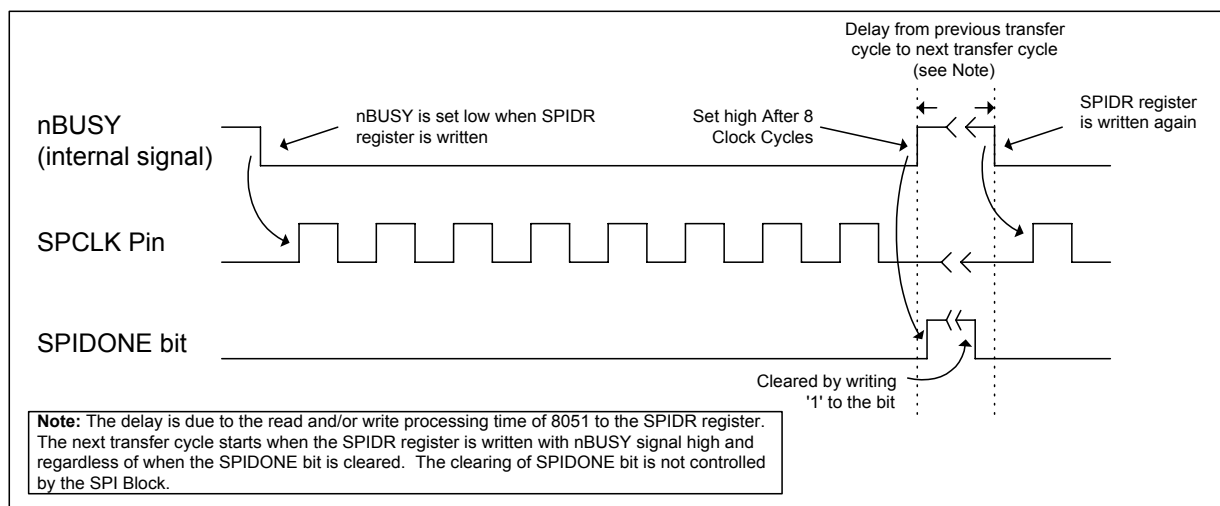 Delay from previous transfer
cycle to next transfer cycle
(see Note)
nBUSY
(internal signal)
nBUSY is set low when SPIDR
register is written
Set high After 8
Clock Cycles
SPIDR register
is written again
SPCLK Pin
SPIDONE bit
Cleared by writing
'1' to the bit
Note: The delay is due to the read and/or write processing time of 8051 to the SPIDR register.
The next transfer cycle starts when the SPIDR register is written with nBUSY signal high and
regardless of when the SPIDONE bit is cleared. The clearing of SPIDONE bit is not controlled
by the SPI Block.